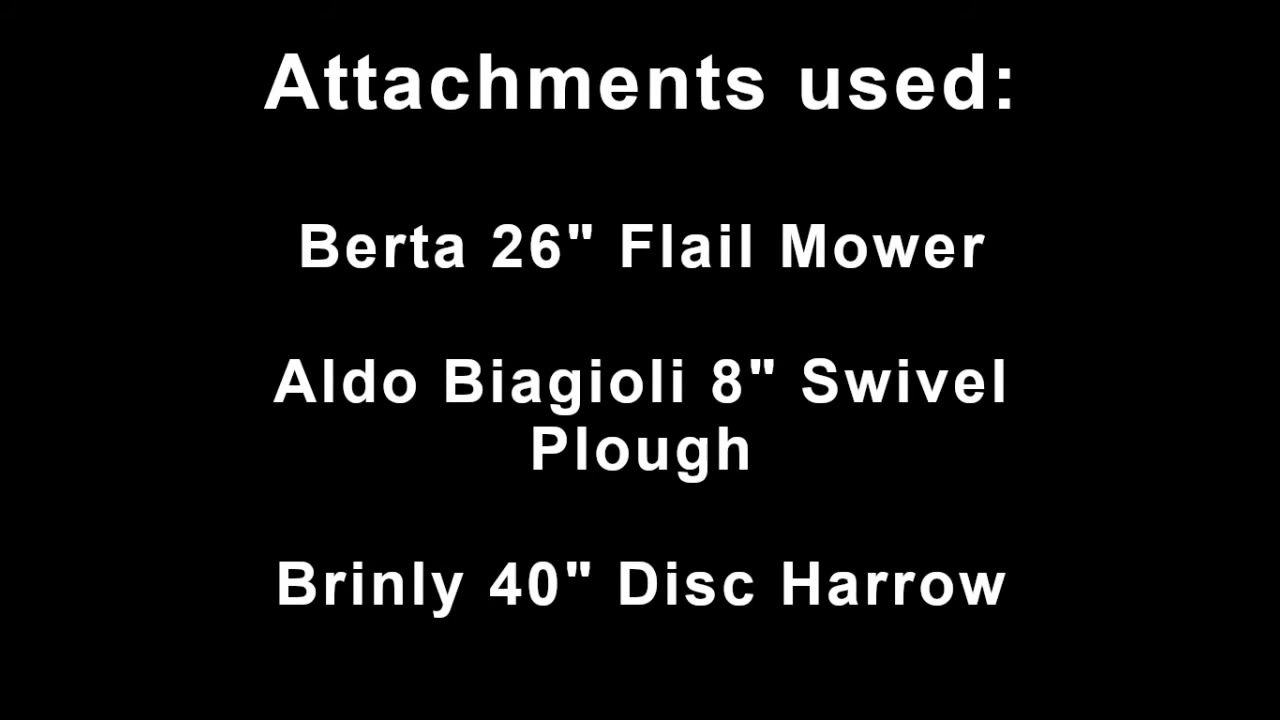 Attachments used:
Berta 26" Flail Mower
Aldo Biagioli 8" Swivel
Plough
Brinly 40" Disc Harrow